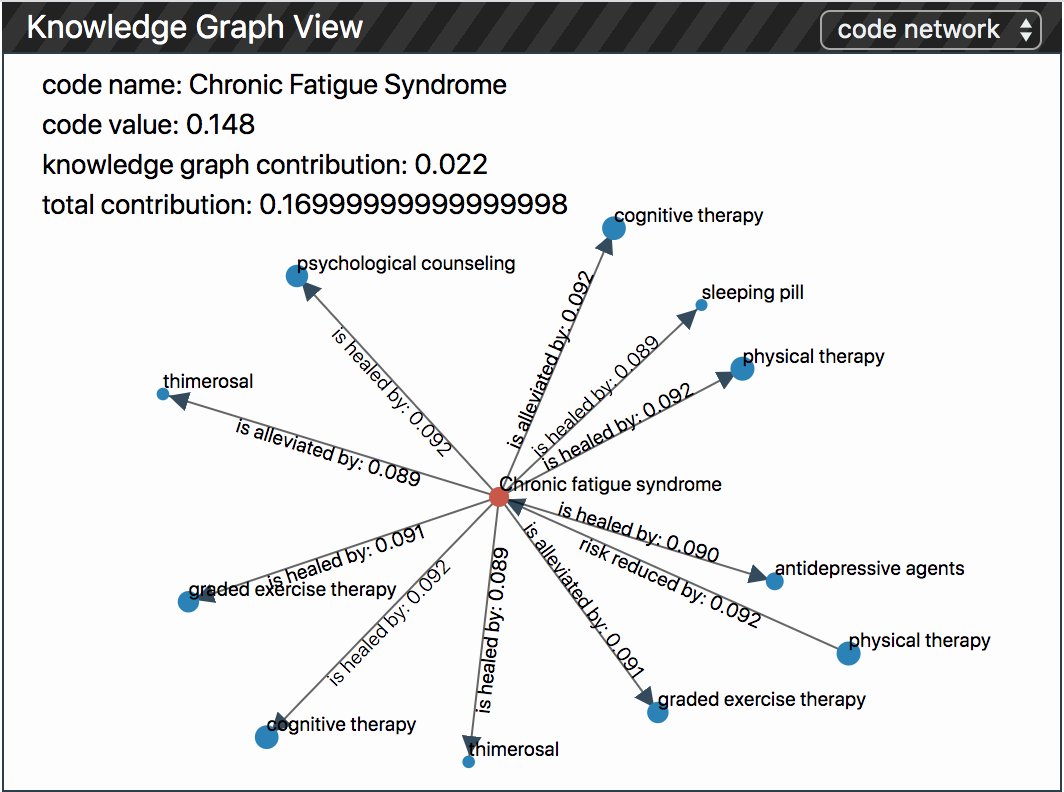 Knowledge Graph View
code network
code name: Chronic Fatigue Syndrome
code value: 0.148
knowledge graph contribution: 0.022
total contribution: 0.16999999999999998
cognitive therapy
psychological counseling
sleeping pill
is alleviated by: 0.092
is healed by: 0.089
physical therapy
is healed by: 0.092
thimerosal
is healed by: 0.092
is alleviated by: 0.089
Chronic fatigue syndrome
is healed by: 0.090
antidepressive agents
is healed by: 0.091
graded exercise therapy
risk reduced by: 0.092
is alleviated by: 0.091
is healed by: 0.092
is healed by: 0.089
physical therapy
graded exercise therapy
cognitive therapy
thimerosal